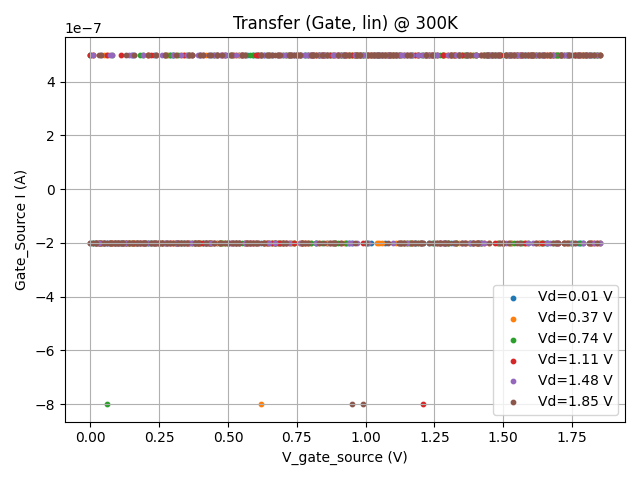 Transfer (Gate, lin) @ 300K
1e−7
4
2
0
−2
−4
−6
−8
Gate_Source I (A)
0.00 0.25 0.50 0.75 1.00 1.25 1.50 1.75
V_gate_source (V)
Vd=0.01 V
Vd=0.37 V
Vd=0.74 V
Vd=1.11 V
Vd=1.48 V
Vd=1.85 V